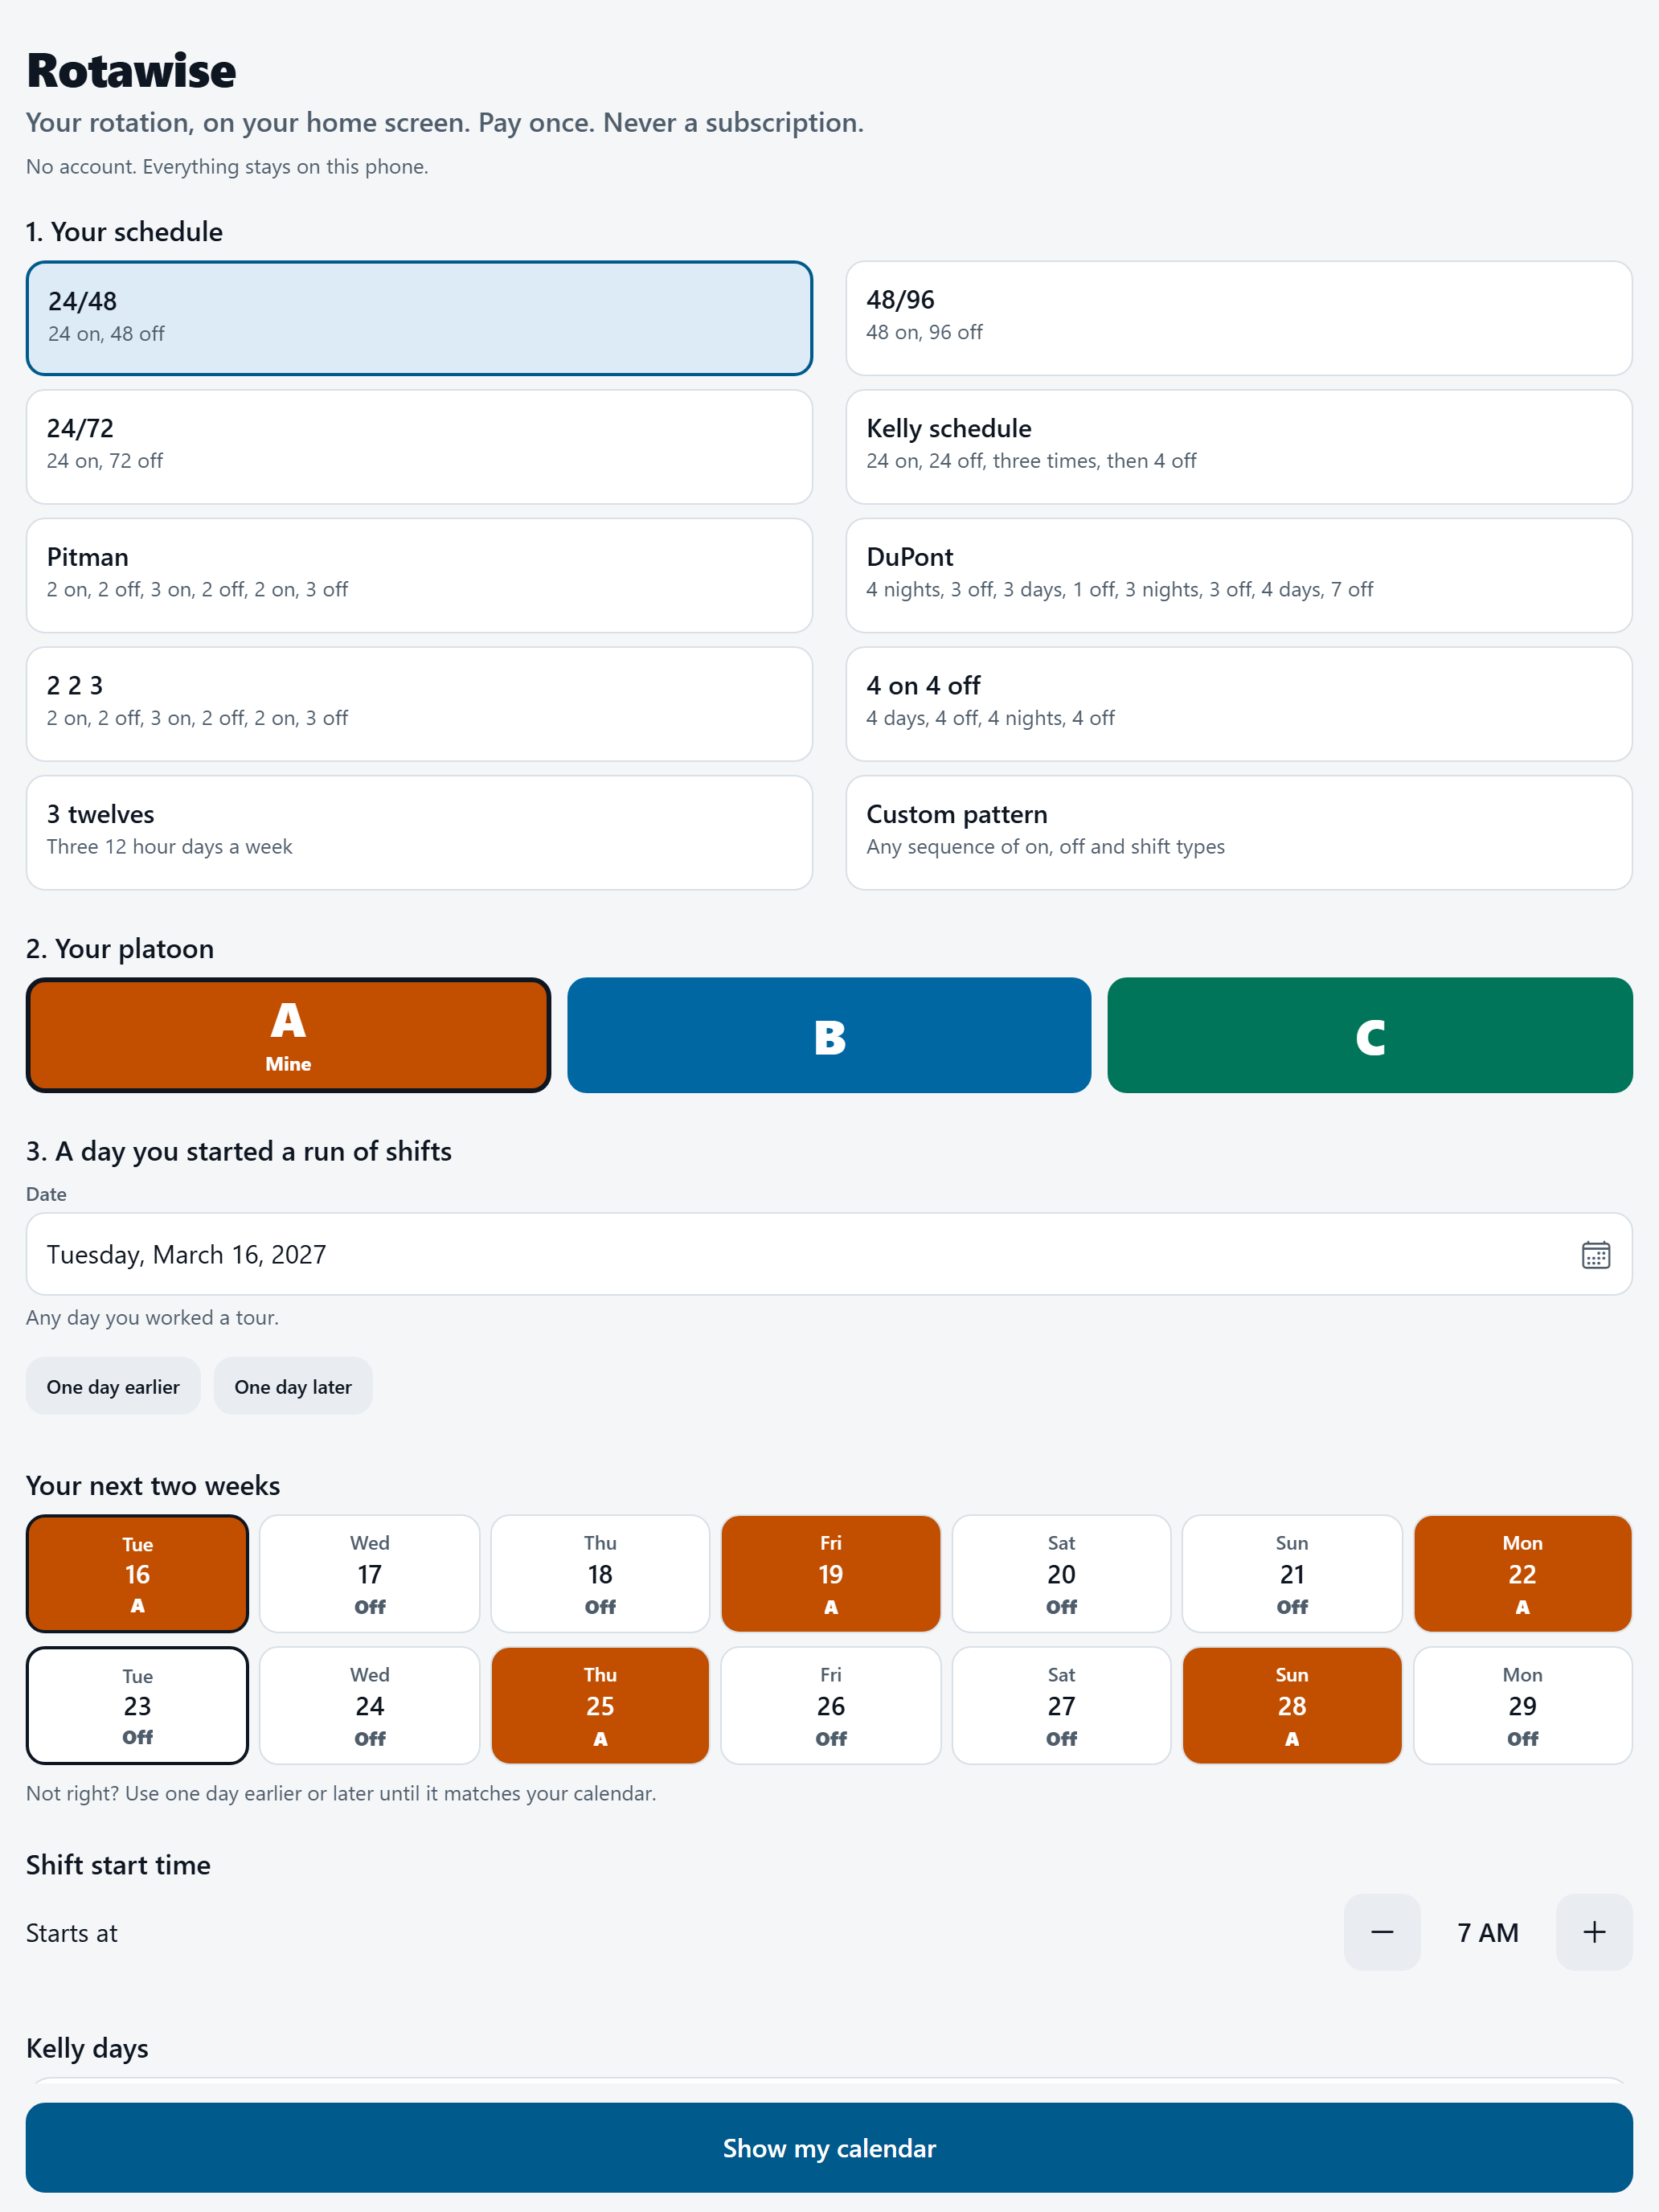 Rotawise
Your rotation, on your home screen. Pay once. Never a subscription.
No account. Everything stays on this phone.
1. Your schedule
24/48
24 on, 48 off
48/96
48 on, 96 off
24/72
24 on, 72 off
Kelly schedule
24 on, 24 off, three times, then 4 off
Pitman
2 on, 2 off, 3 on, 2 off, 2 on, 3 off
DuPont
4 nights, 3 off, 3 days, 1 off, 3 nights, 3 off, 4 days, 7 off
2 2 3
2 on, 2 off, 3 on, 2 off, 2 on, 3 off
4 on 4 off
4 days, 4 off, 4 nights, 4 off
3 twelves
Three 12 hour days a week
Custom pattern
Any sequence of on, off and shift types
2. Your platoon
A
Mine
B
C
3. A day you started a run of shifts
Date
Tuesday, March 16, 2027
Any day you worked a tour.
One day earlier
One day later
Your next two weeks
Tue
16
A
Wed
17
Off
Thu
18
Off
Fri
19
A
Sat
20
Off
Sun
21
Off
Mon
22
A
Tue
23
Off
Wed
24
Off
Thu
25
A
Fri
26
Off
Sat
27
Off
Sun
28
A
Mon
29
Off
Not right? Use one day earlier or later until it matches your calendar.
Shift start time
Starts at
7 AM
Kelly days
Show my calendar